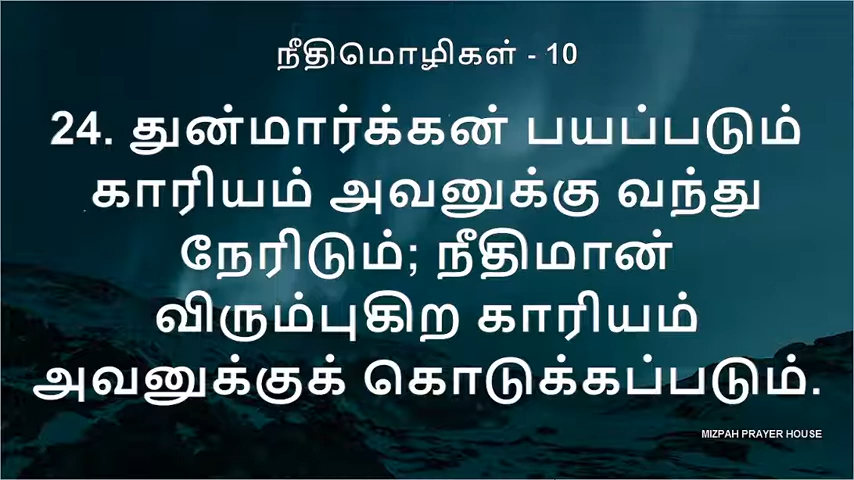 நீதிமொழிகள் - 10
24. துன்மார்க்கன் பயப்படும்
காரியம் அவனுக்கு வந்து
நேரிடும்; நீதிமான்
விரும்புகிற காரியம்
அவனுக்குக் கொடுக்கப்படும்.
MIZPAH PRAYER HOUSE